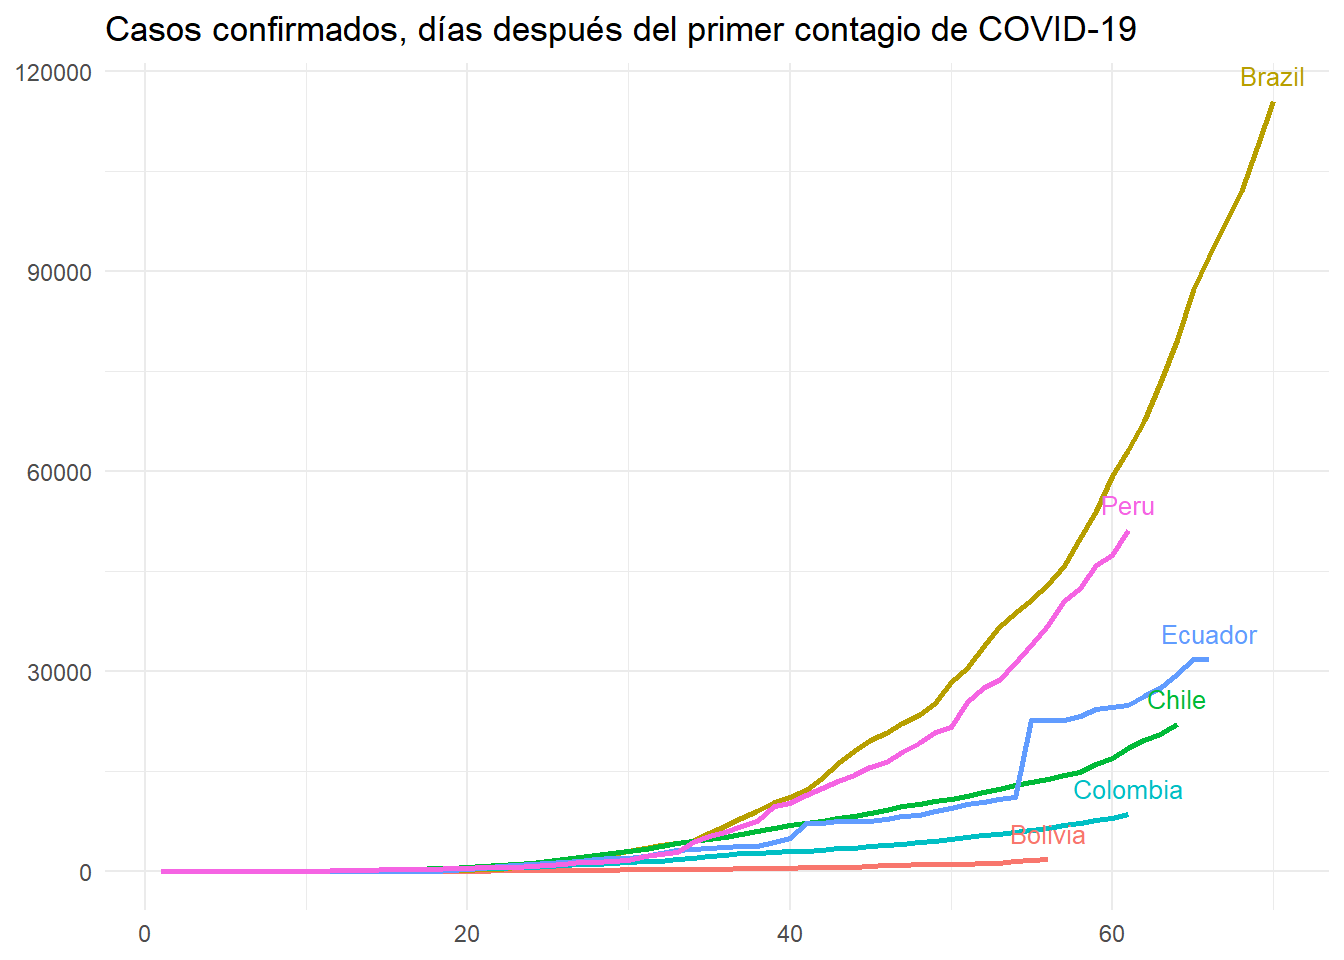 Casos confirmados, días después del primer contagio de COVID-19
120000
Brazil
90000
60000
Peru
Ecuador
30000
Chile
Colombia
Bolivia
0
0 20 40 60